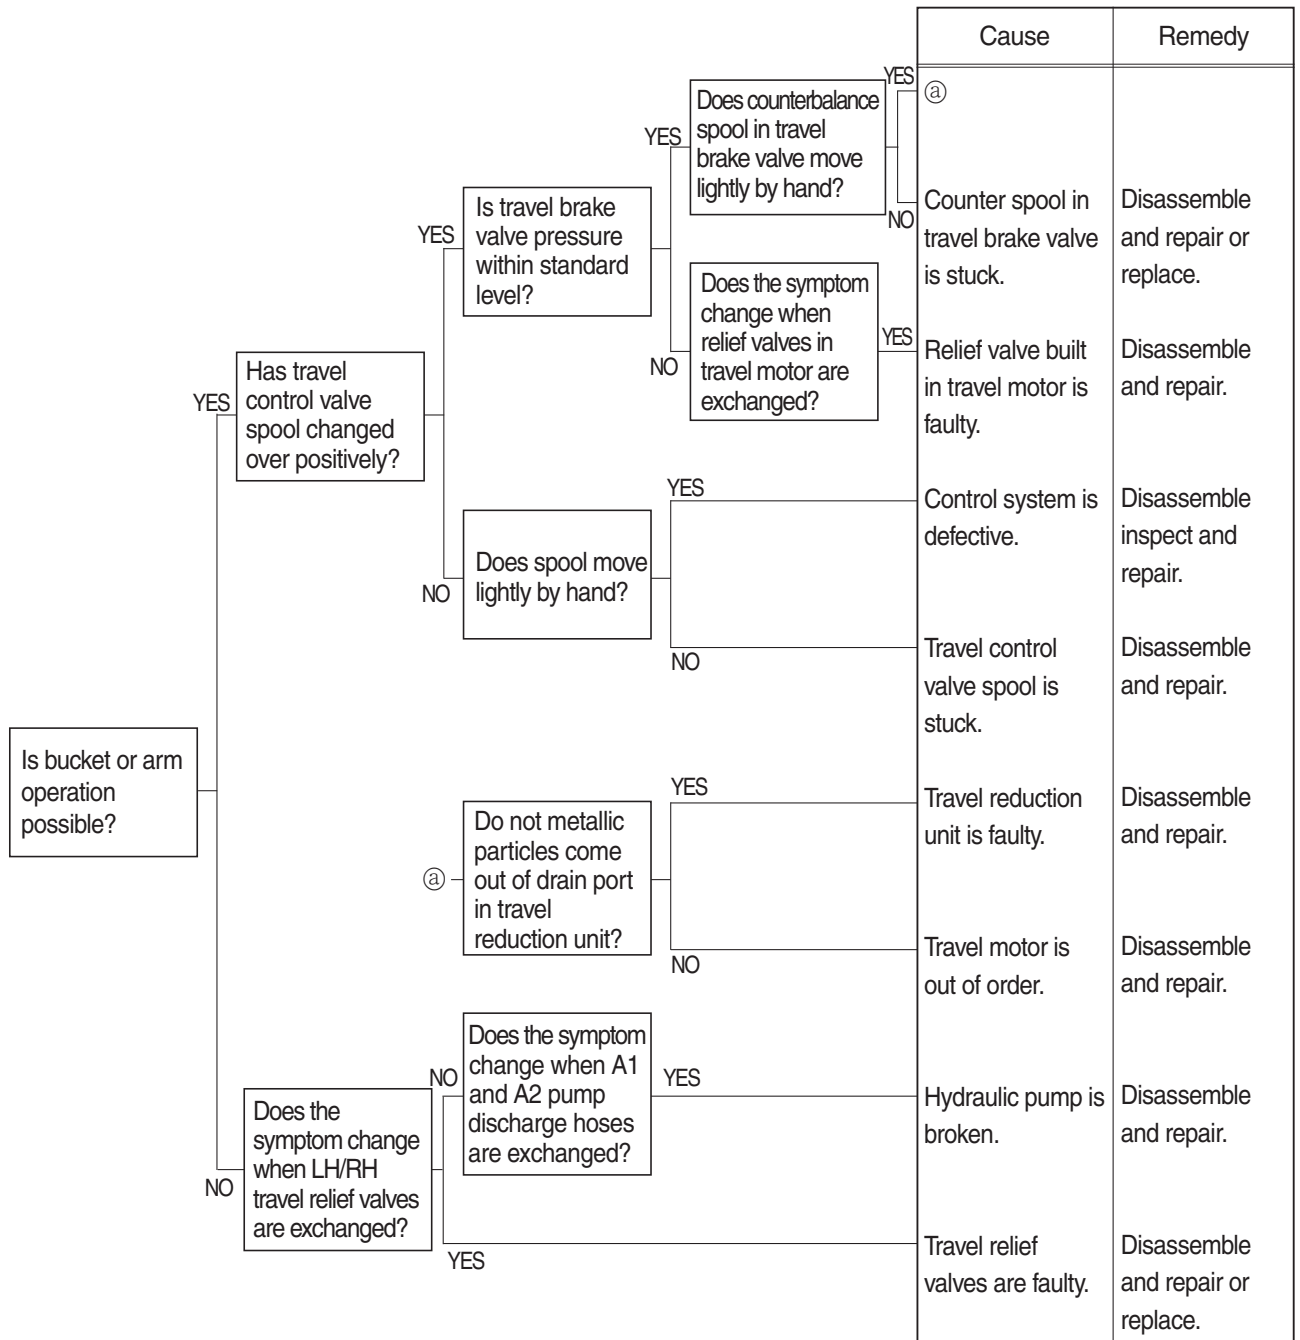 Cause
Remedy
YES
ⓐ
Does counterbalance
spool in travel
brake valve move
lightly by hand?
YES
NO
Counter spool in
travel brake valve
is stuck.
Disassemble
and repair or
replace.
Is travel brake
valve pressure
within standard
level?
YES
Does the symptom
change when
relief valves in
travel motor are
exchanged?
YES
NO
Relief valve built
in travel motor is
faulty.
Disassemble
and repair.
Has travel
control valve
spool changed
over positively?
YES
YES
Control system is
defective.
Disassemble
inspect and
repair.
Does spool move
lightly by hand?
NO
NO
Travel control
valve spool is
stuck.
Disassemble
and repair.
Is bucket or arm
operation
possible?
YES
Travel reduction
unit is faulty.
Disassemble
and repair.
ⓐ
Do not metallic
particles come
out of drain port
in travel
reduction unit?
NO
Travel motor is
out of order.
Disassemble
and repair.
Does the symptom
change when A1
and A2 pump
discharge hoses
are exchanged?
NO
YES
Hydraulic pump is
broken.
Disassemble
and repair.
Does the
symptom change
when LH/RH
travel relief valves
are exchanged?
NO
YES
Travel relief
valves are faulty.
Disassemble
and repair or
replace.